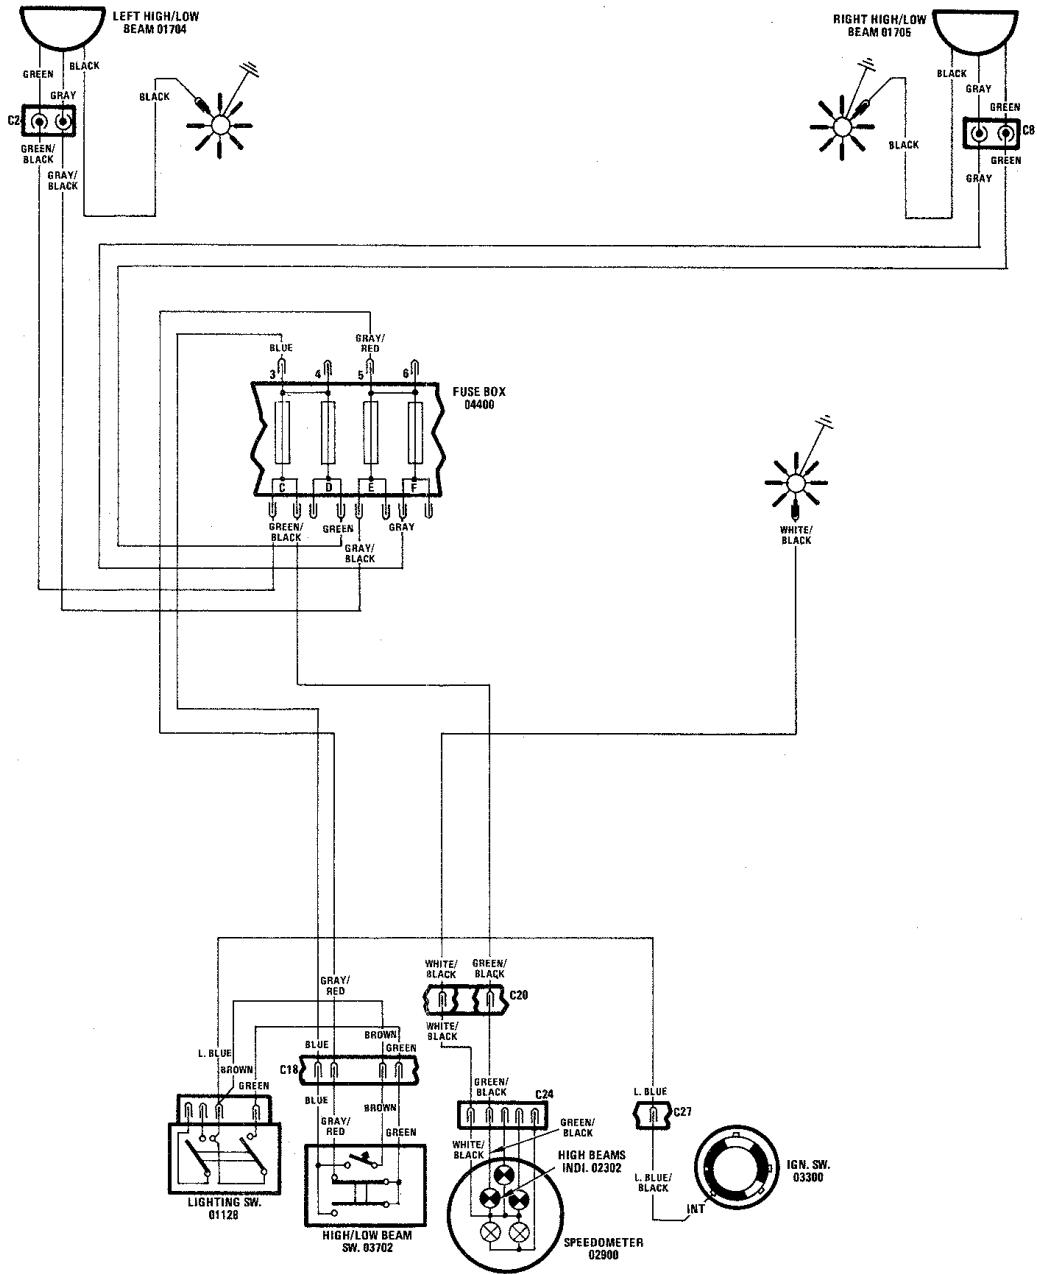 LEFT HIGH/LOW
BEAM 01704
RIGHT HIGH/LOW
BEAM 01705
GREEN
BLACK
GRAY
C2
GREEN/
BLACK
GRAY/
BLACK
BLACK
BLACK
GRAY
GREEN
C8
GREEN
GRAY
BLACK
BLUE
GRAY/
RED
3
4
5
6
FUSE BOX
04400
C
D
E
F
GREEN/
BLACK
GREEN
GRAY/
BLACK
GRAY
WHITE/
BLACK
WHITE/
BLACK
GREEN/
BLACK
C20
WHITE/
BLACK
GRAY/
RED
L. BLUE
BROWN
GREEN
BLUE
BROWN
GREEN
C18
BLUE
GRAY/
RED
BROWN
GREEN
GREEN/
BLACK
C24
WHITE/
BLACK
GREEN/
BLACK
HIGH BEAMS
INDI. 02302
L. BLUE
C27
L. BLUE/
BLACK
INT
IGN. SW.
03300
LIGHTING SW.
01128
HIGH/LOW BEAM
SW. 03702
SPEEDOMETER
02900